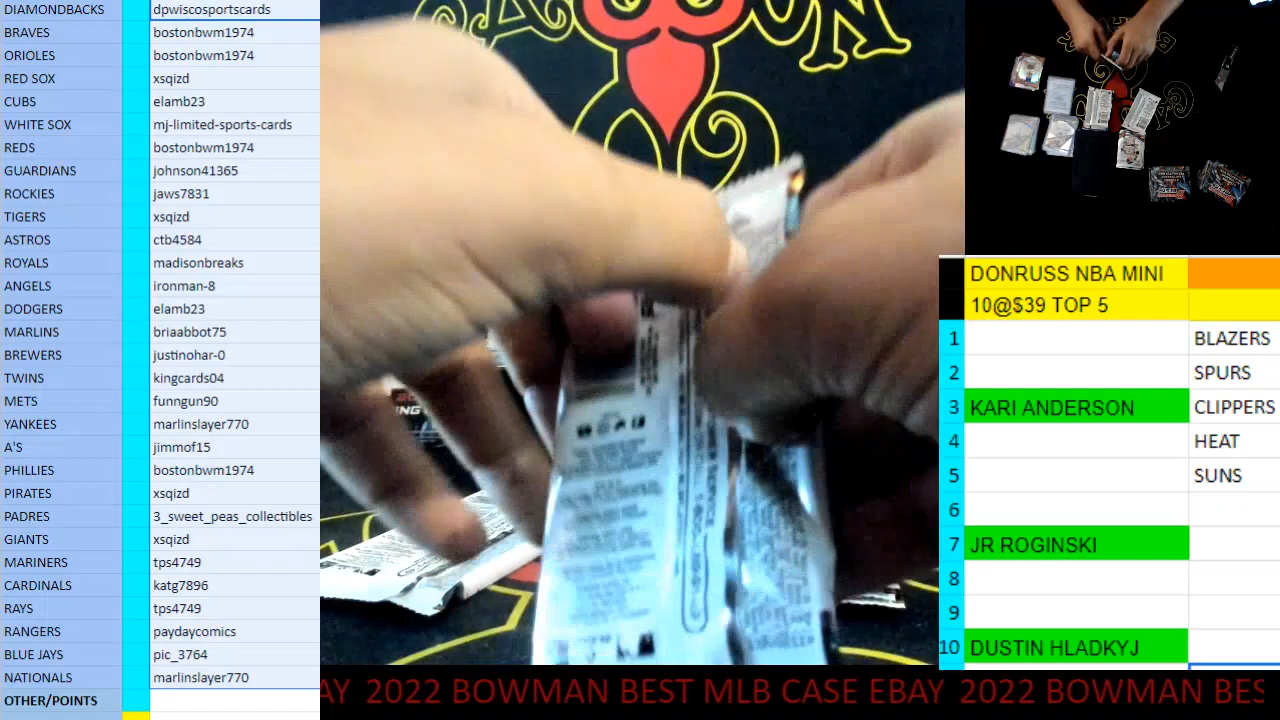 DIAMONDBACKS dpwiscosportscards
BRAVES bostonbwm1974
ORIOLES bostonbwm1974
RED SOX xsqizd
CUBS elamb23
WHITE SOX mj-limited-sports-cards
REDS bostonbwm1974
GUARDIANS johnson41365
ROCKIES jaws7831
TIGERS xsqizd
ASTROS ctb4584
ROYALS madisonbreaks
ANGELS ironman-8
DODGERS elamb23
MARLINS briaabbot75
BREWERS justinohar-0
TWINS kingcards04
METS funngun90
YANKEES marlinslayer770
A'S jimmof15
PHILLIES bostonbwm1974
PIRATES xsqizd
PADRES 3_sweet_peas_collectibles
GIANTS xsqizd
MARINERS tps4749
CARDINALS katg7896
RAYS tps4749
RANGERS paydaycomics
BLUE JAYS pic_3764
NATIONALS marlinslayer770
OTHER/POINTS
DONRUSS NBA MINI
10@$39 TOP 5
1 BLAZERS
2 SPURS
3 KARI ANDERSON CLIPPERS
4 HEAT
5 SUNS
6
7 JR ROGINSKI
8
9
10 DUSTIN HLADKYJ
AY 2022 BOWMAN BEST MLB CASE EBAY 2022 BOWMAN BES